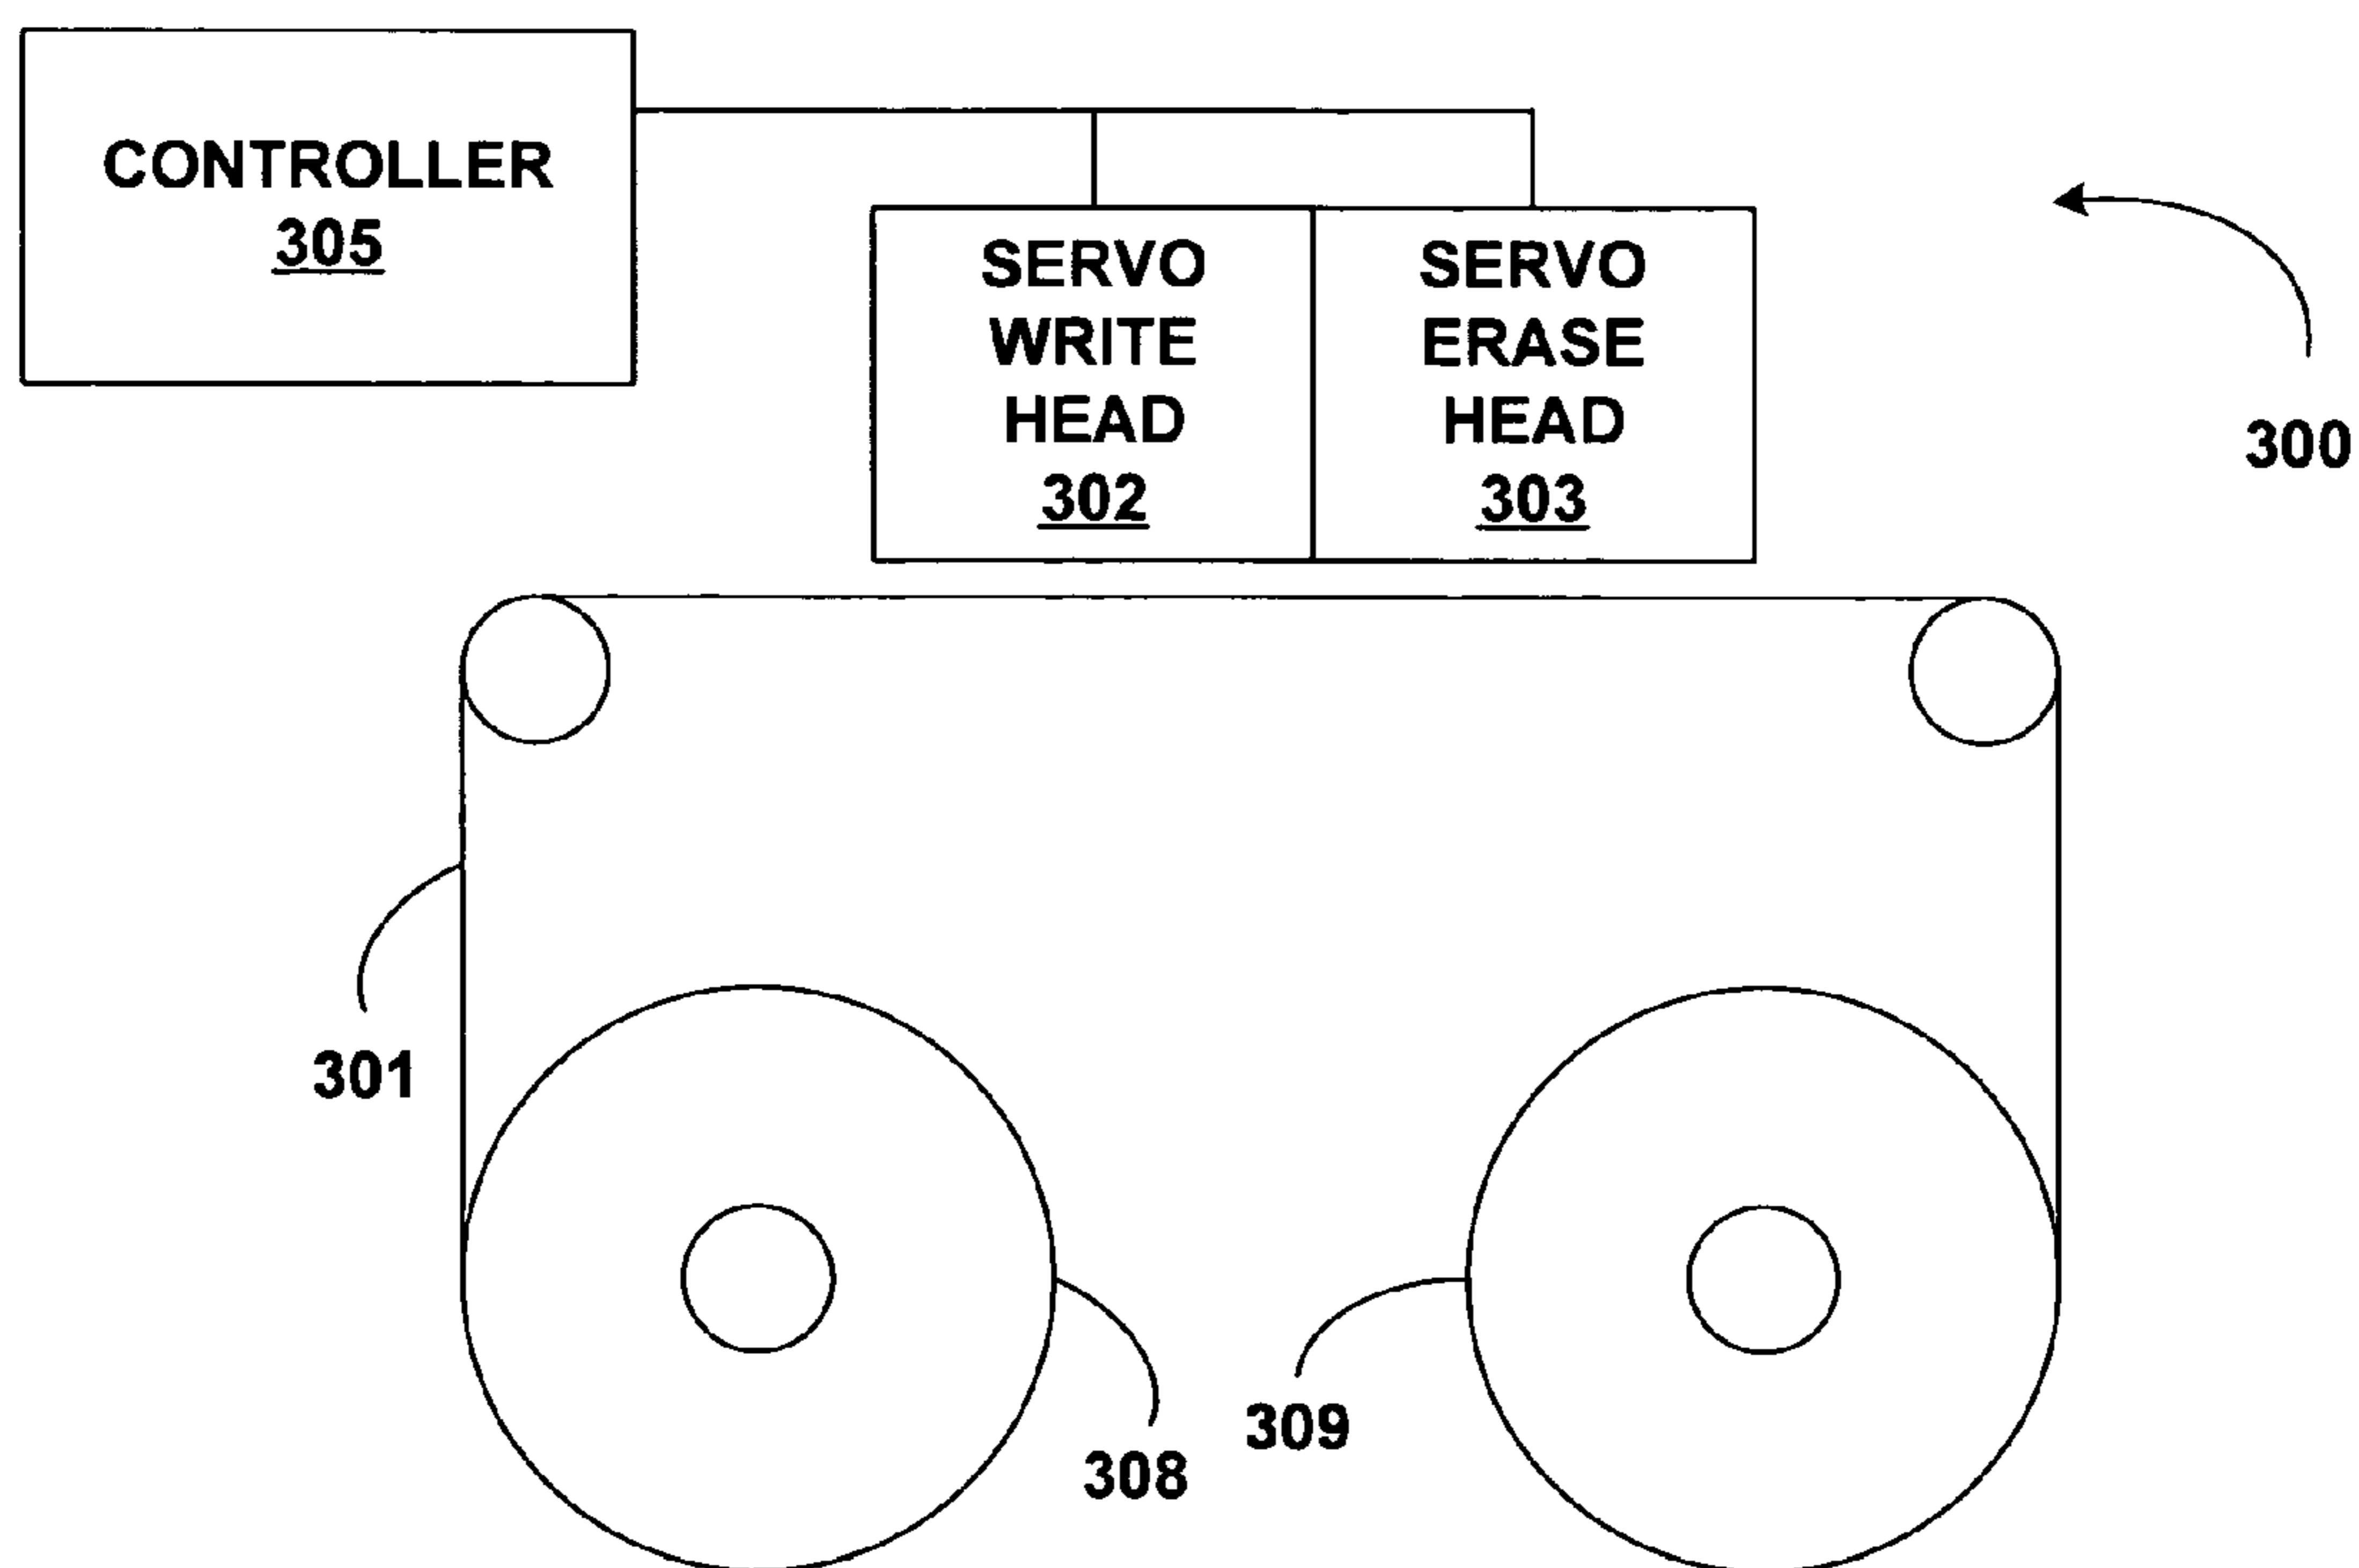 CONTROLLER
305
SERVO
WRITE
HEAD
302
SERVO
ERASE
HEAD
303
300
301
308
309